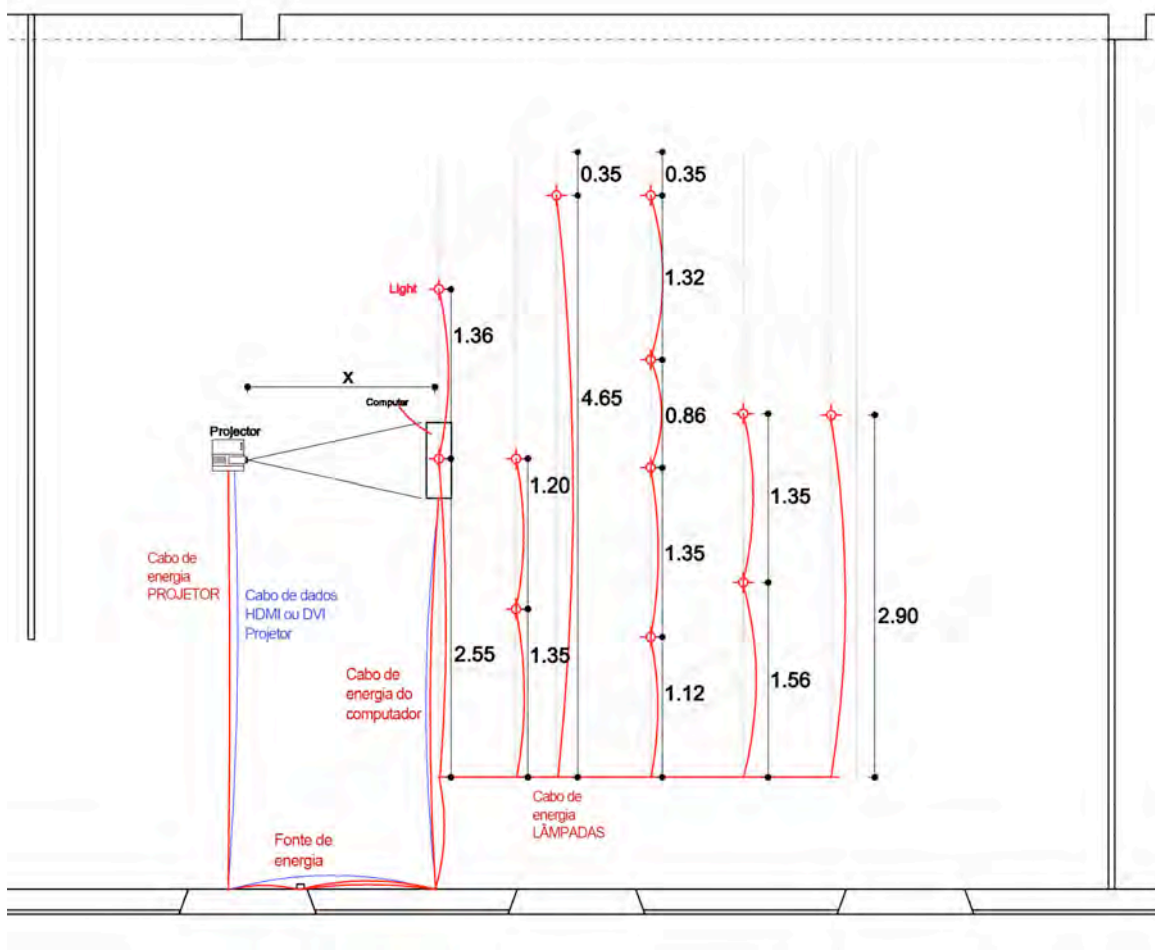 0.35
0.35
1.32
Light
1.36
X
4.65
Computer
0.86
Projector
1.20
1.35
Cabo de
energia
PROJETOR
Cabo de dados
HDMI ou DVI
Projetor
1.35
2.90
2.55
1.35
Cabo de
energia do
computador
1.12
1.56
Cabo de
energia
LÂMPADAS
Fonte de
energia